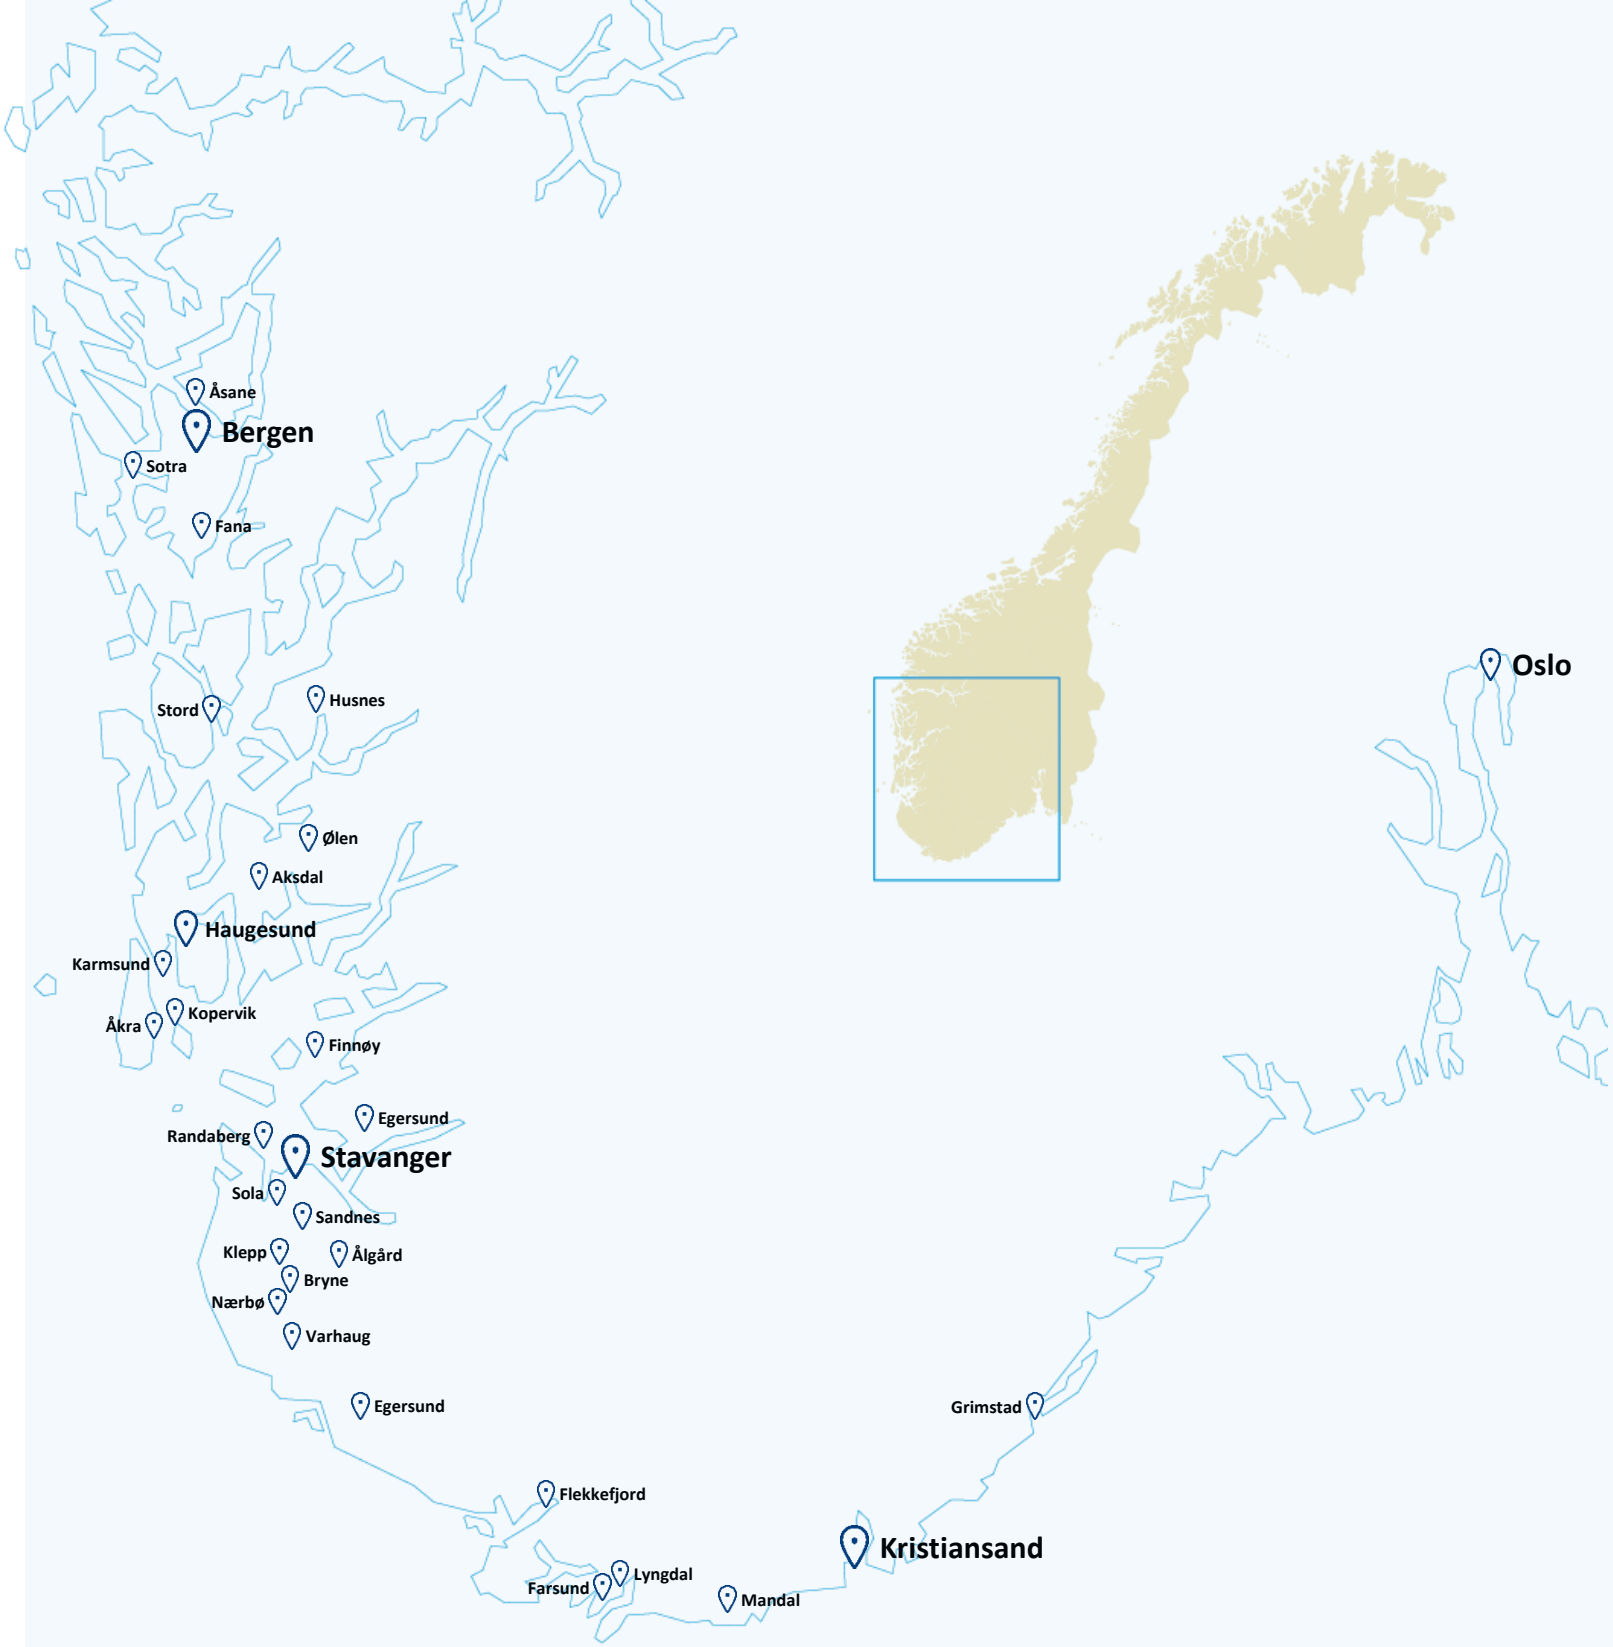 Åsane
Bergen
Sotra
Fana
Oslo
Husnes
Stord
Ølen
Aksdal
Haugesund
Karmsund
Kopervik
Åkra
Finnøy
Egersund
Randaberg
Stavanger
Sola
Sandnes
Klepp
Ålgård
Bryne
Nærbø
Varhaug
Egersund
Grimstad
Flekkefjord
Kristiansand
Lyngdal
Farsund
Mandal